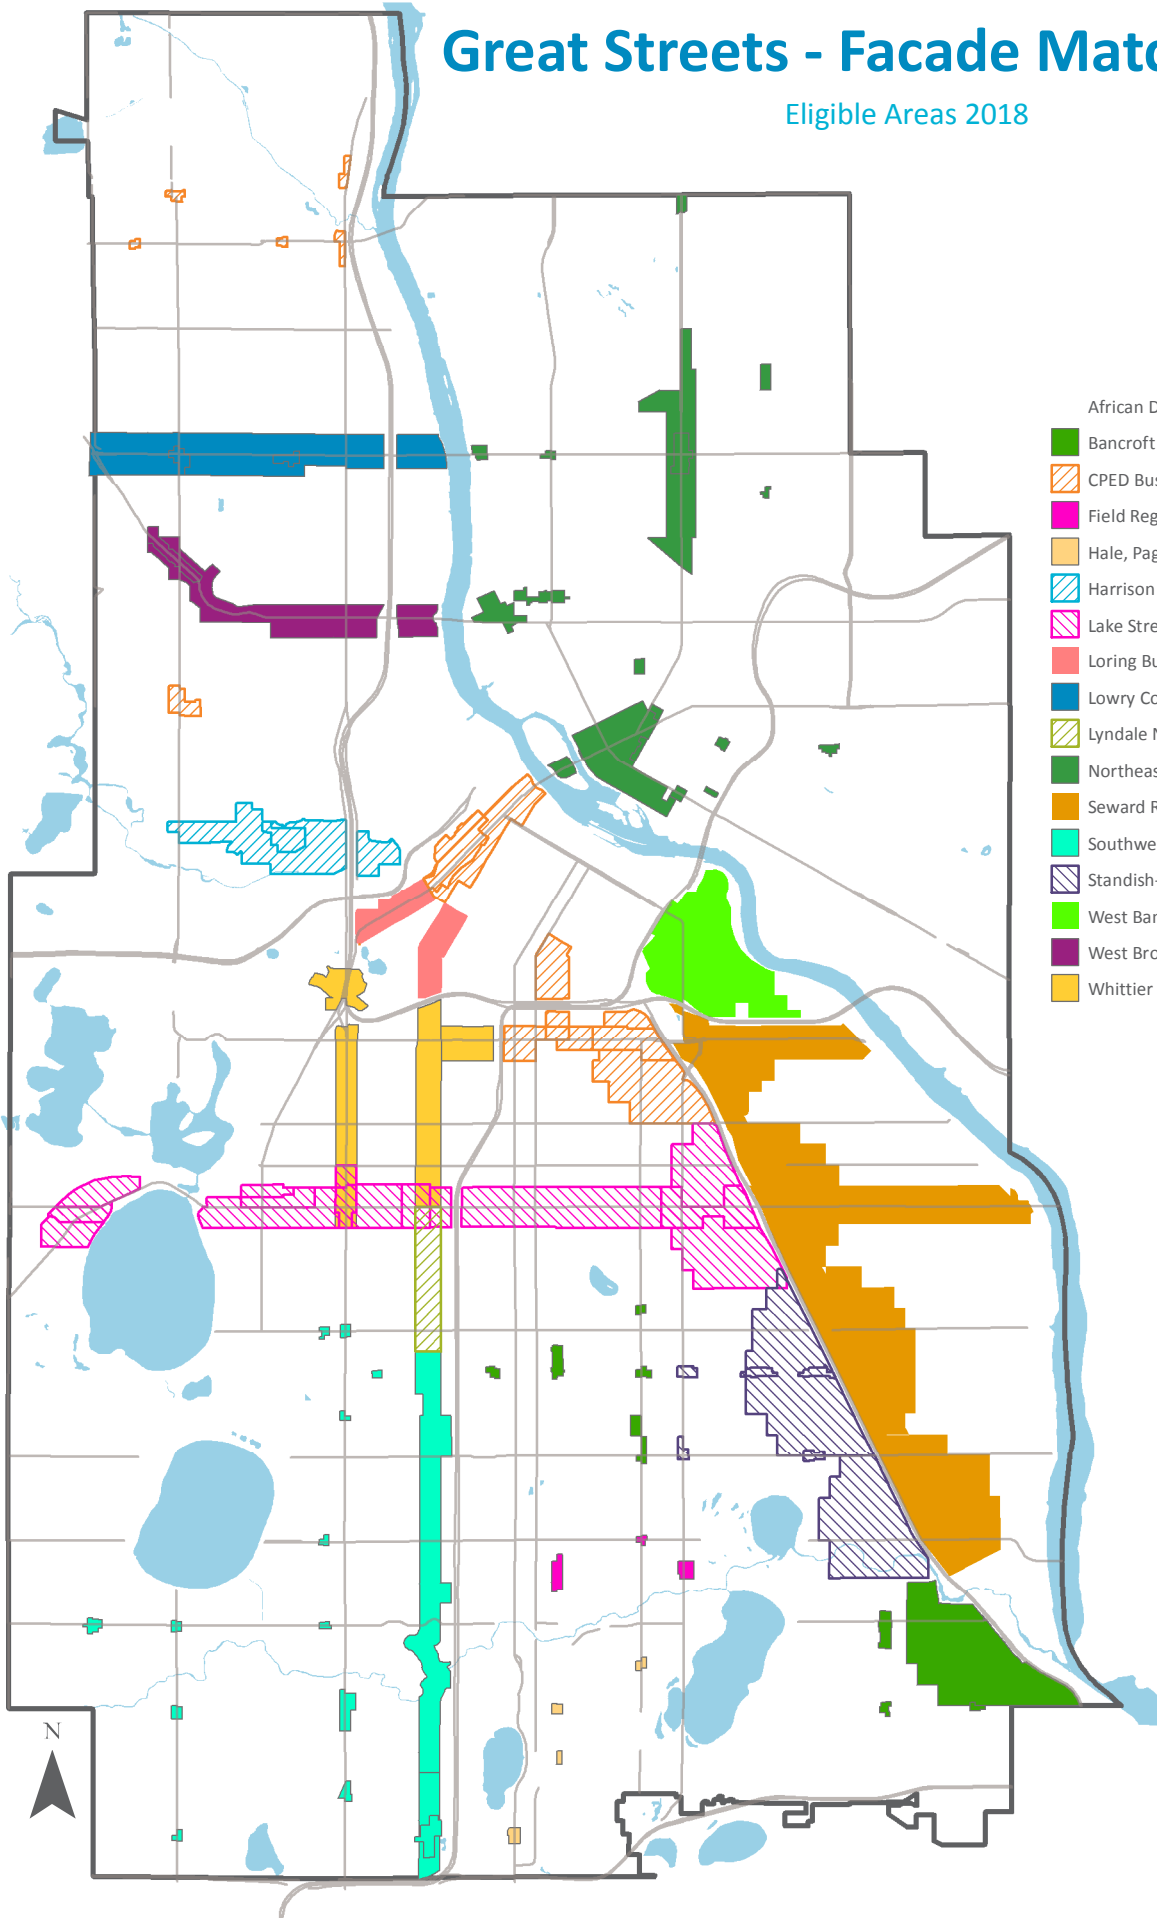 Great Streets - Facade Matc
Eligible Areas 2018
African D
Bancroft
CPED Bus
Field Reg
Hale, Pag
Harrison
Lake Stre
Loring Bu
Lowry Co
Lyndale N
Northeas
Seward R
Southwe
Standish-
West Ban
West Bro
Whittier
N